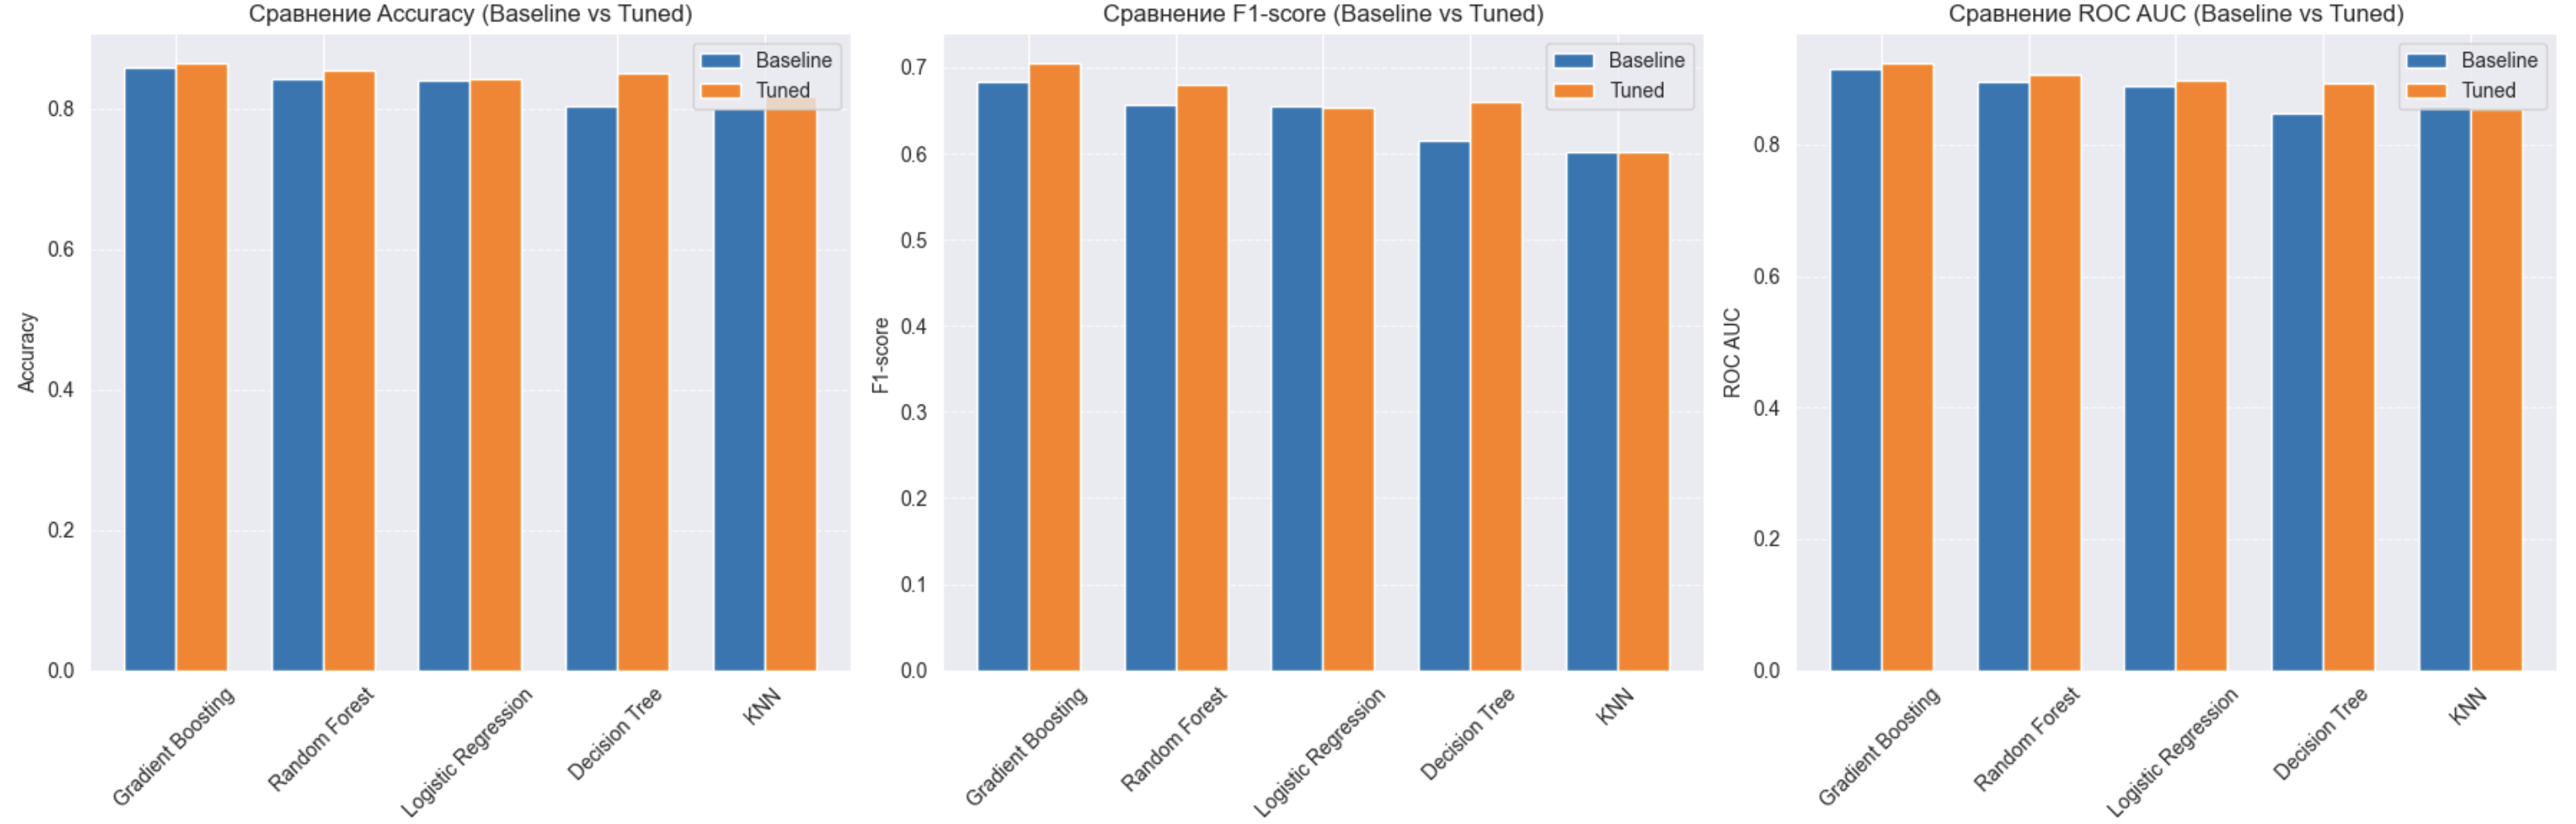 Сравнение Accuracy (Baseline vs Tuned)
Baseline
Tuned
0.8
0.6
0.4
0.2
0.0
Accuracy
Gradient Boosting
Random Forest
Logistic Regression
Decision Tree
KNN
Сравнение F1-score (Baseline vs Tuned)
Baseline
Tuned
0.7
0.6
0.5
0.4
0.3
0.2
0.1
0.0
F1-score
Gradient Boosting
Random Forest
Logistic Regression
Decision Tree
KNN
Сравнение ROC AUC (Baseline vs Tuned)
Baseline
Tuned
0.8
0.6
0.4
0.2
0.0
ROC AUC
Gradient Boosting
Random Forest
Logistic Regression
Decision Tree
KNN